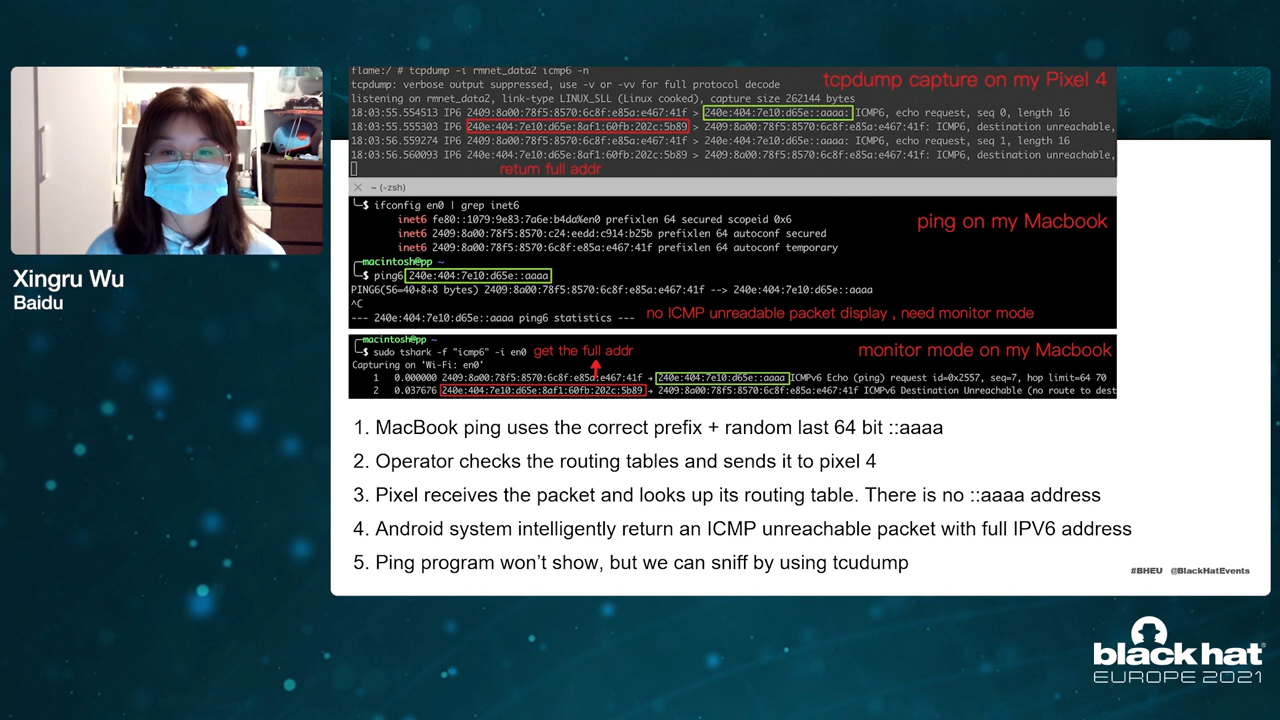 flame:/ # tcpdump -i rmnet_data2 icmp6 -n
tcpdump capture on my Pixel 4
tcpdump: verbose output suppressed, use -v or -vv for full protocol decode
listening on rmnet_data2, link-type LINUX_SLL (Linux cooked), capture size 262144 bytes
18:03:55.554513 IP6 2409:8a00:78f5:8570:6c8f:e85a:e467:41f > 240e:404:7e10:d65e::aaaa: ICMP6, echo request, seq 0, length 16
18:03:55.555303 IP6 240e:404:7e10:d65e:8af1:60fb:202c:5b89 > 2409:8a00:78f5:8570:6c8f:e85a:e467:41f: ICMP6, destination unreachable,
18:03:56.559274 IP6 2409:8a00:78f5:8570:6c8f:e85a:e467:41f > 240e:404:7e10:d65e::aaaa: ICMP6, echo request, seq 1, length 16
18:03:56.560093 IP6 240e:404:7e10:d65e:8af1:60fb:202c:5b89 > 2409:8a00:78f5:8570:6c8f:e85a:e467:41f: ICMP6, destination unreachable,
return full addr
~ (-zsh)
$ ifconfig en0 | grep inet6
inet6 fe80::1079:9e83:7a6e:b4da%en0 prefixlen 64 secured scopeid 0x6
ping on my Macbook
inet6 2409:8a00:78f5:8570:c24:eedd:c914:b25b prefixlen 64 autoconf secured
inet6 2409:8a00:78f5:8570:6c8f:e85a:e467:41f prefixlen 64 autoconf temporary
macintosh@pp ~
$ ping6 240e:404:7e10:d65e::aaaa
PING6(56=40+8+8 bytes) 2409:8a00:78f5:8570:6c8f:e85a:e467:41f --> 240e:404:7e10:d65e::aaaa
^C
--- 240e:404:7e10:d65e::aaaa ping6 statistics ---
no ICMP unreadable packet display , need monitor mode
macintosh@pp ~
$ sudo tshark -f "icmp6" -i en0
get the full addr
monitor mode on my Macbook
Capturing on 'Wi-Fi: en0'
1 0.000000 2409:8a00:78f5:8570:6c8f:e85a:e467:41f → 240e:404:7e10:d65e::aaaa ICMPv6 Echo (ping) request id=0x2557, seq=7, hop limit=64 70
2 0.037676 240e:404:7e10:d65e:8af1:60fb:202c:5b89 → 2409:8a00:78f5:8570:6c8f:e85a:e467:41f ICMPv6 Destination Unreachable (no route to dest
Xingru Wu
Baidu
1. MacBook ping uses the correct prefix + random last 64 bit ::aaaa
2. Operator checks the routing tables and sends it to pixel 4
3. Pixel receives the packet and looks up its routing table. There is no ::aaaa address
4. Android system intelligently return an ICMP unreachable packet with full IPV6 address
5. Ping program won't show, but we can sniff by using tcudump
#BHEU @BlackHatEvents
black hat®
EUROPE 2021